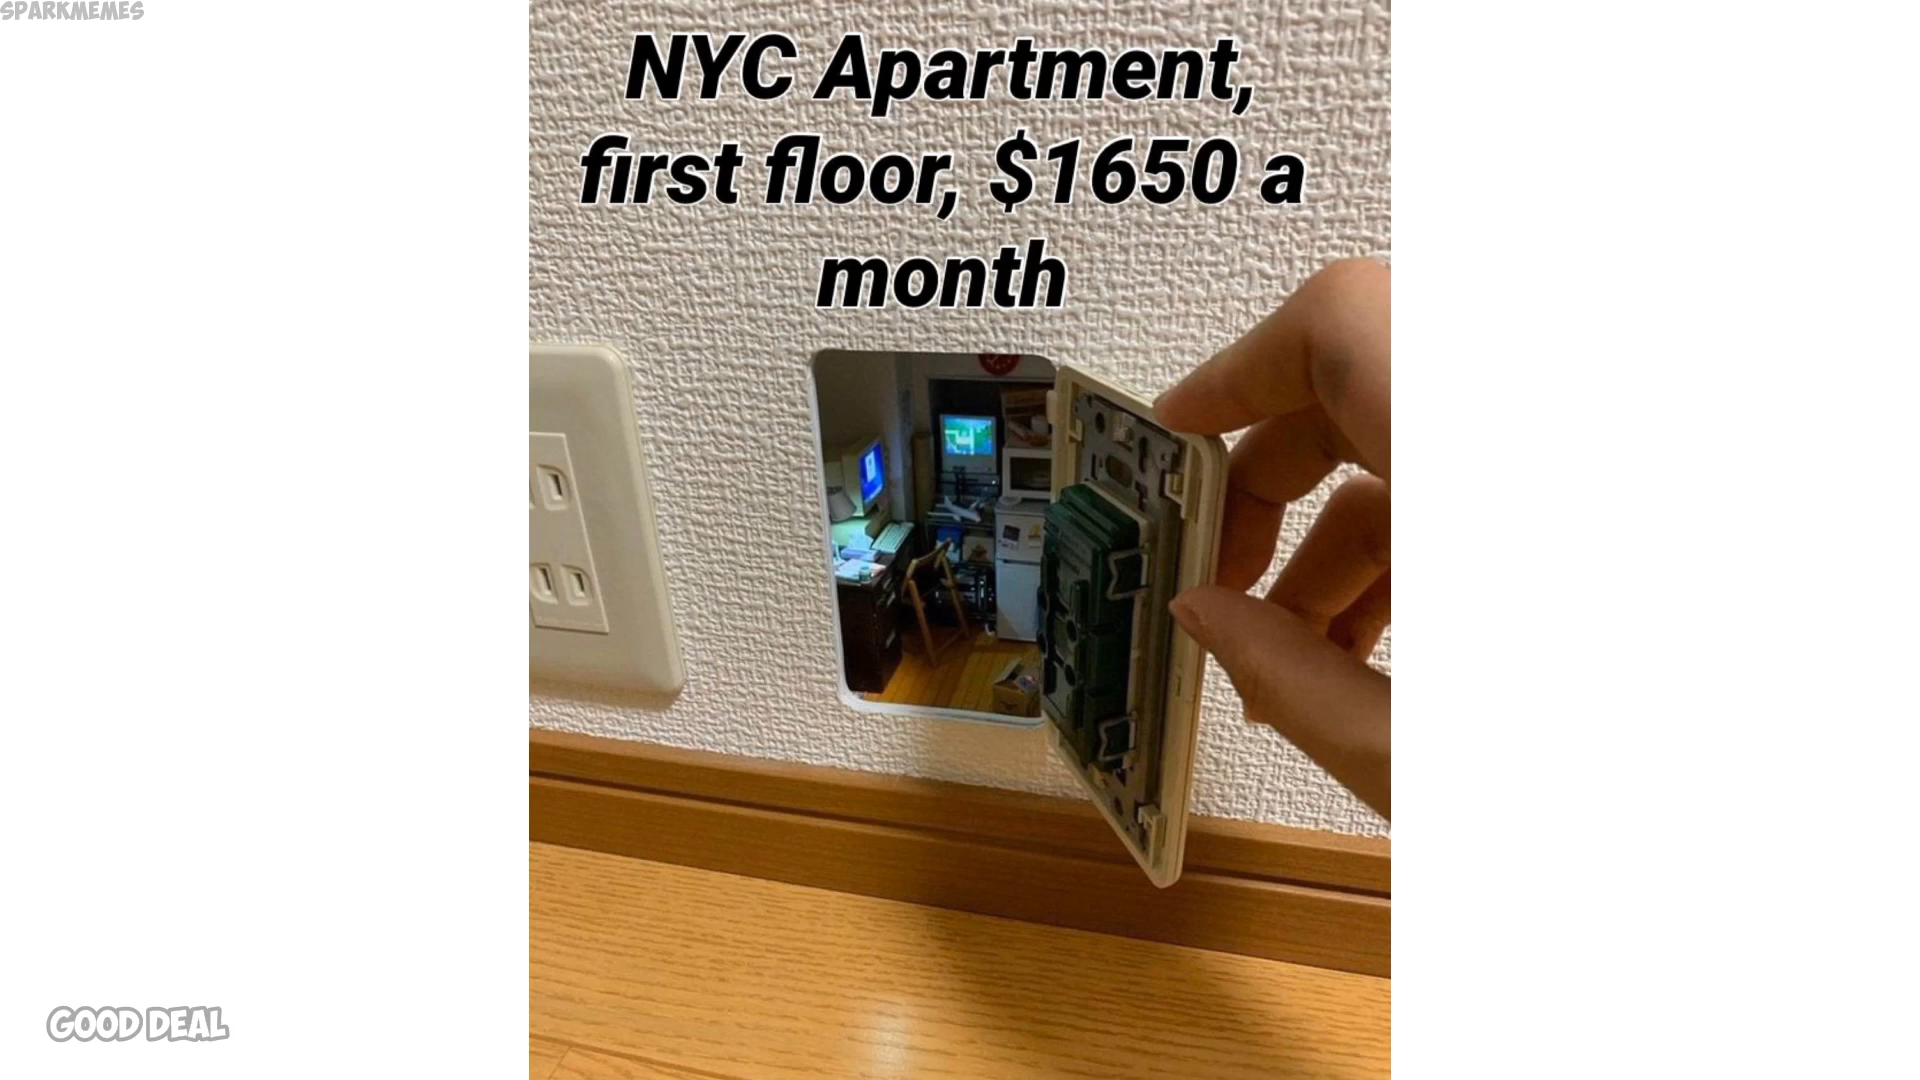 SPARKMEMES
NYC Apartment,
first floor, $1650 a
month
GOOD DEAL